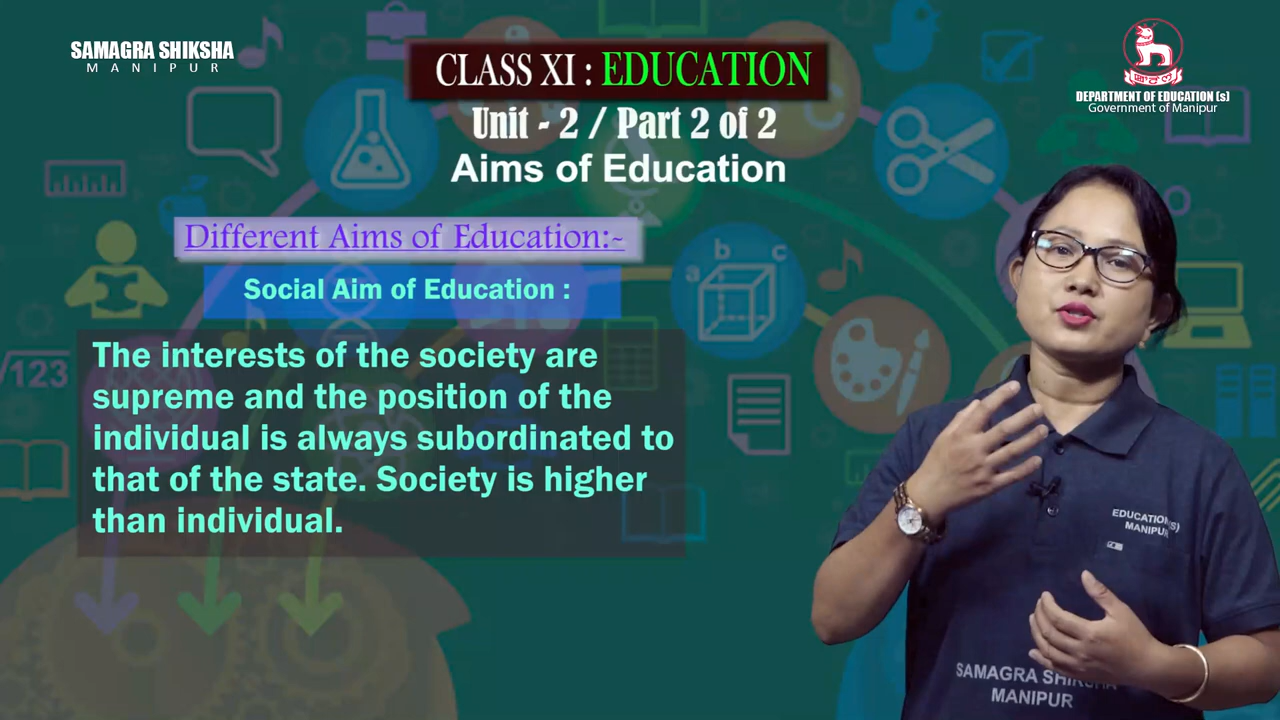 SAMAGRA SHIKSHA
MANIPUR
CLASS XI : EDUCATION
Unit - 2 / Part 2 of 2
Aims of Education
DEPARTMENT OF EDUCATION (S)
Government of Manipur
Different Aims of Education:~
Social Aim of Education :
The interests of the society are
supreme and the position of the
individual is always subordinated to
that of the state. Society is higher
than individual.
a b c
√123
EDUCATION(S)
MANIPUR
SAMAGRA SHIKSHA
MANIPUR